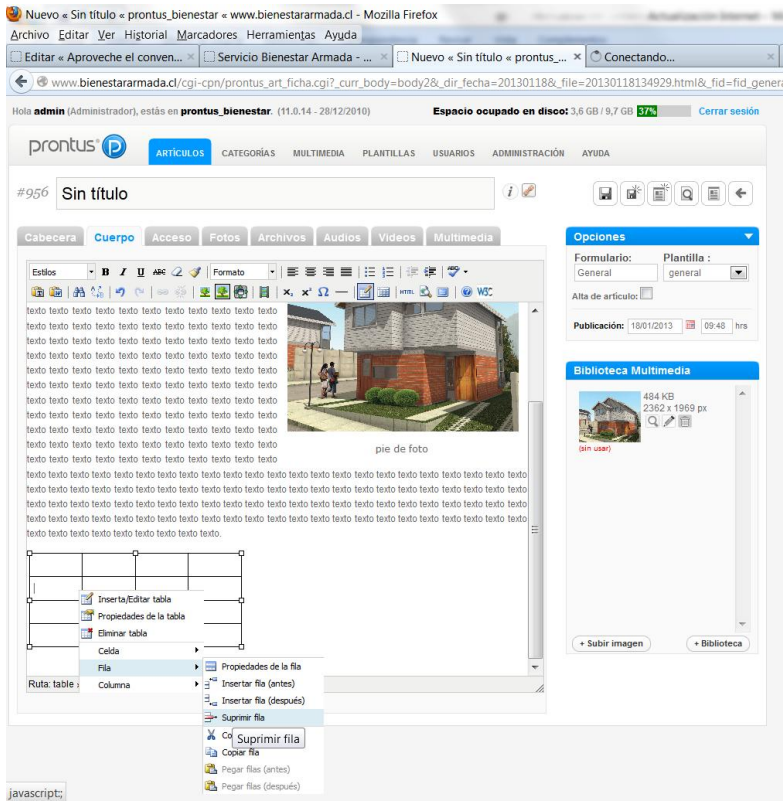 Nuevo « Sin título « prontus_bienestar « www.bienestararmada.cl - Mozilla Firefox
Archivo Editar Ver Historial Marcadores Herramientas Ayuda
Editar « Aproveche el conven... × Servicio Bienestar Armada - ... × Nuevo « Sin título « prontus_... × Conectando... ×
www.bienestararmada.cl/cgi-cpn/prontus_art_ficha.cgi?_curr_body=body2&_dir_fecha=20130118&_file=20130118134929.html&_fid=fid_genera
Hola admin (Administrador), estás en prontus_bienestar. (11.0.14 - 28/12/2010) Espacio ocupado en disco: 3,6 GB / 9,7 GB 37% Cerrar sesión
prontus P ARTÍCULOS CATEGORÍAS MULTIMEDIA PLANTILLAS USUARIOS ADMINISTRACIÓN AYUDA
#956 Sin título
Cabecera Cuerpo Acceso Fotos Archivos Audios Videos Multimedia
Opciones
Formulario: Plantilla :
General general
Alta de artículo:
Publicación: 18/01/2013 09:48 hrs
Biblioteca Multimedia
484 KB
2362 x 1969 px
(sin usar)
+ Subir imagen + Biblioteca
Estilos B I U ABC Formato
x₂ x² Ω — HTML W3C
texto texto texto texto texto texto texto texto texto
texto texto texto texto texto texto texto texto texto
texto texto texto texto texto texto texto texto texto
texto texto texto texto texto texto texto texto texto
texto texto texto texto texto texto texto texto texto
texto texto texto texto texto texto texto texto texto
texto texto texto texto texto texto texto texto texto
texto texto texto texto texto texto texto texto texto
texto texto texto texto texto texto texto texto texto
texto texto texto texto texto texto texto texto texto
texto texto texto texto texto texto texto texto texto
pie de foto
texto texto texto texto texto texto texto texto texto texto texto texto texto texto texto texto texto
texto texto texto texto texto texto texto texto texto texto texto texto texto texto texto texto texto
texto texto texto texto texto texto texto texto texto texto texto texto texto texto texto texto texto
texto texto texto texto texto texto texto texto texto texto texto texto texto texto texto texto texto
texto texto texto texto texto texto texto.
Inserta/Editar tabla
Propiedades de la tabla
Eliminar tabla
Celda
Fila
Columna
Propiedades de la fila
Insertar fila (antes)
Insertar fila (después)
Suprimir fila
Suprimir fila
Copiar fila
Pegar filas (antes)
Pegar filas (después)
Ruta: table »
javascript:;